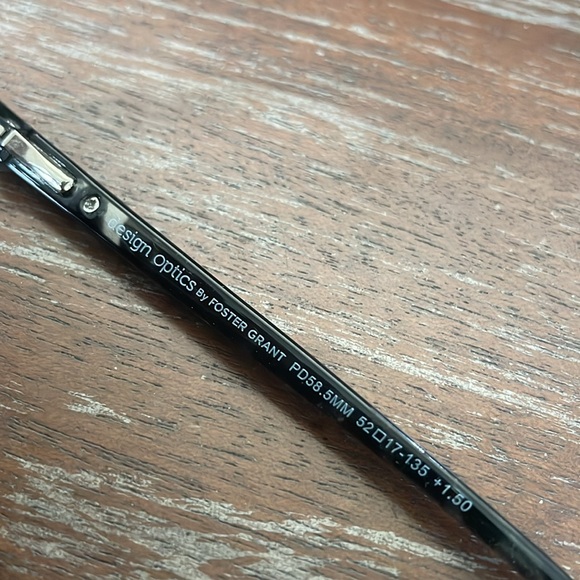 design optics By FOSTER GRANT PD58.5MM 52□17-135 +1.50